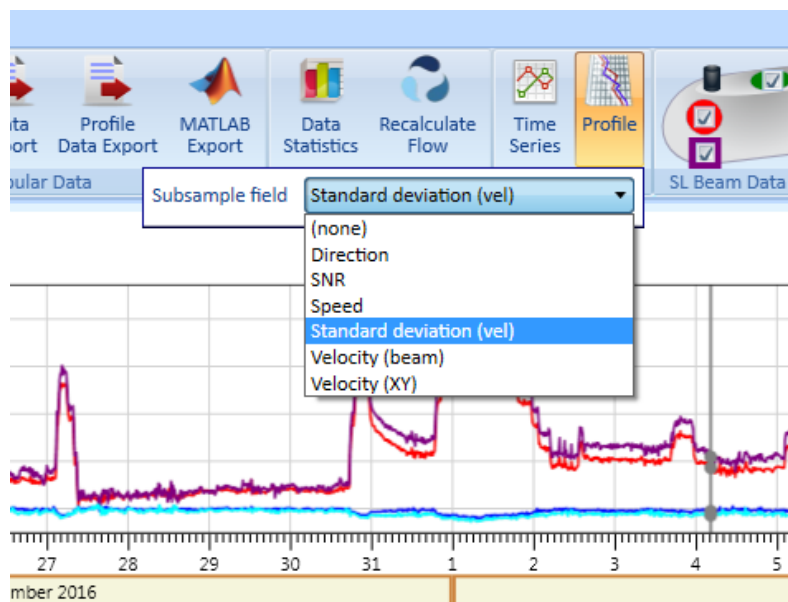 ta Profile MATLAB Data Recalculate Time Profile
ort Data Export Export Statistics Flow Series
ular Data SL Beam Data
Subsample field Standard deviation (vel)
(none)
Direction
SNR
Speed
Standard deviation (vel)
Velocity (beam)
Velocity (XY)
27 28 29 30 31 1 2 3 4 5
mber 2016